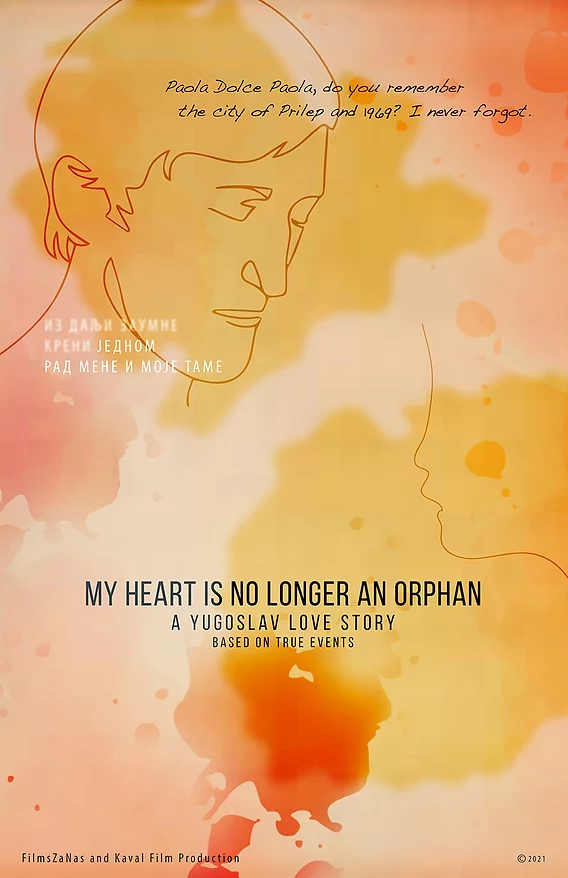 Paola Dolce Paola, do you remember
the city of Prilep and 1969? I never forgot.
ИЗ ДАЉИ ЗАУМНЕ
КРЕНИ ЈЕДНОМ
РАД МЕНЕ И МОЈЕ ТАМЕ
MY HEART IS NO LONGER AN ORPHAN
A YUGOSLAV LOVE STORY
BASED ON TRUE EVENTS
FilmsZaNas and Kaval Film Production
©2021